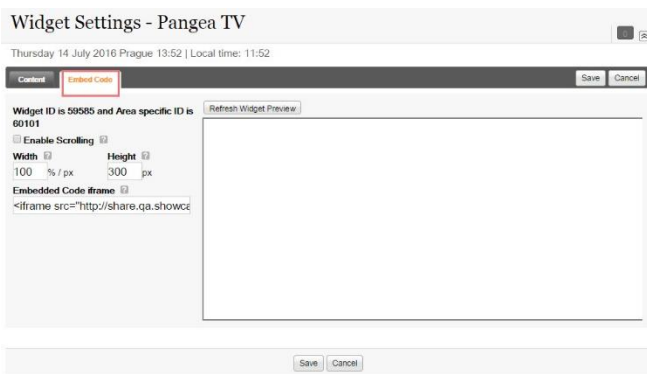 Widget Settings - Pangea TV
Thursday 14 July 2016 Prague 13:52 | Local time: 11:52
Content Embed Code Save Cancel
Widget ID is 59585 and Area specific ID is
60101
Refresh Widget Preview
Enable Scrolling ?
Width ? Height ?
100 % / px 300 px
Embedded Code iframe ?
<iframe src="http://share.qa.showca
Save Cancel